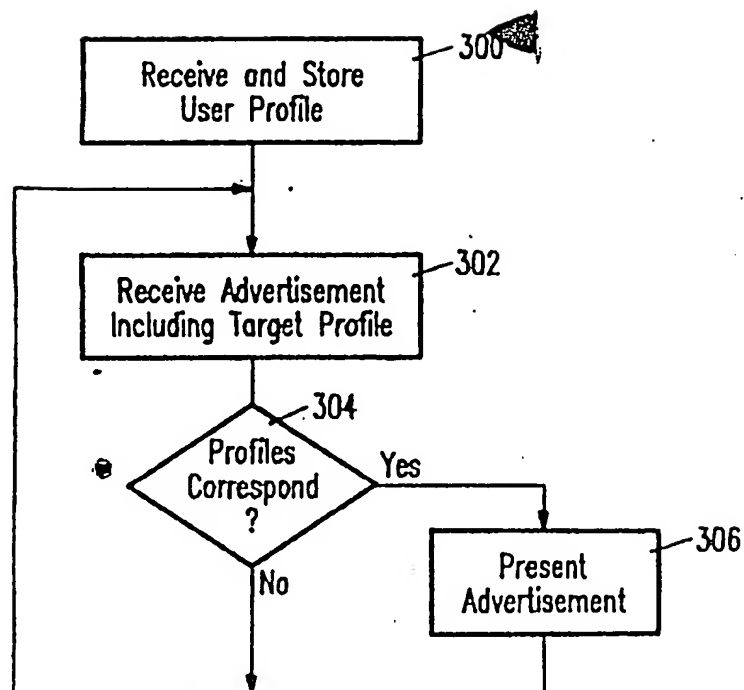 300
Receive and Store
User Profile
302
Receive Advertisement
Including Target Profile
304
Profiles
Correspond
?
Yes
No
306
Present
Advertisement